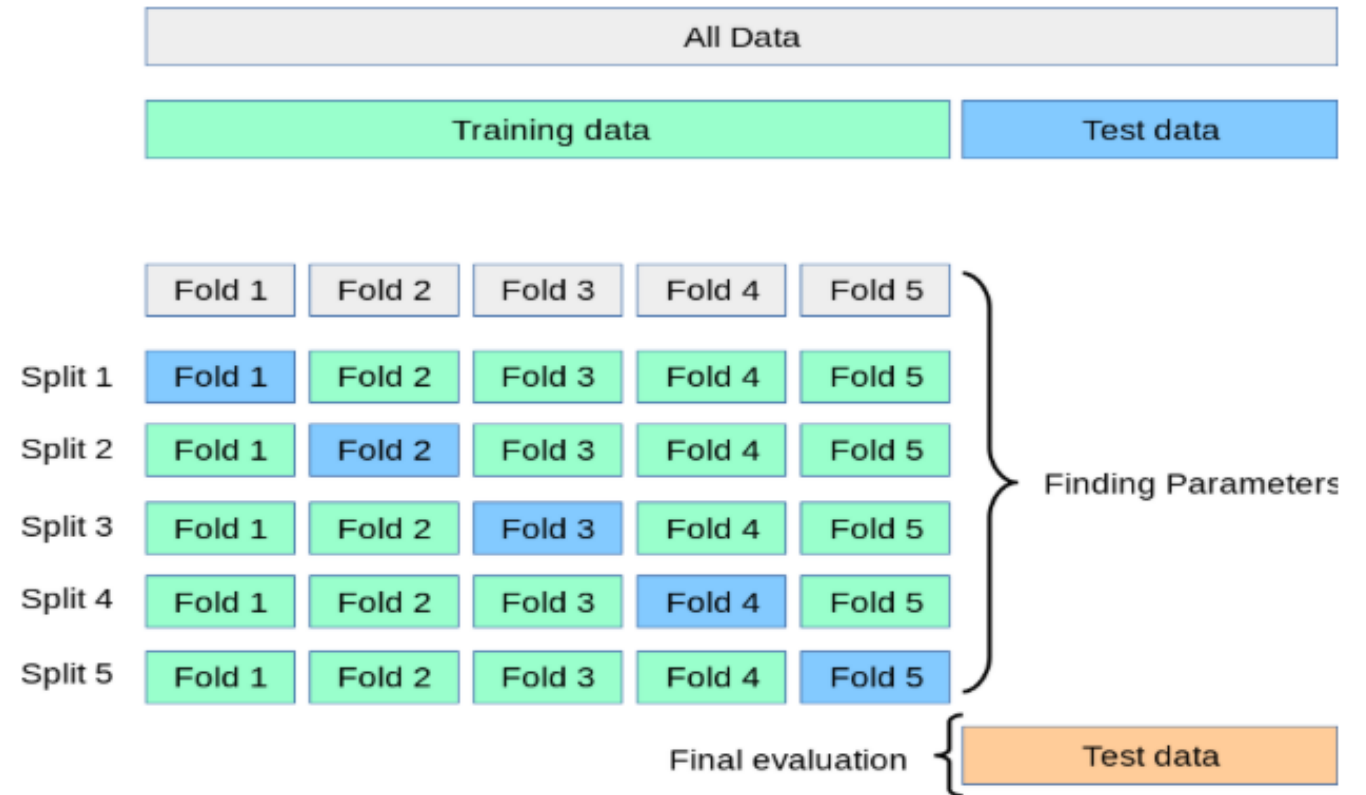 All Data
Training data Test data
Fold 1 Fold 2 Fold 3 Fold 4 Fold 5
Split 1 Fold 1 Fold 2 Fold 3 Fold 4 Fold 5
Split 2 Fold 1 Fold 2 Fold 3 Fold 4 Fold 5
Finding Parameters
Split 3 Fold 1 Fold 2 Fold 3 Fold 4 Fold 5
Split 4 Fold 1 Fold 2 Fold 3 Fold 4 Fold 5
Split 5 Fold 1 Fold 2 Fold 3 Fold 4 Fold 5
Final evaluation Test data